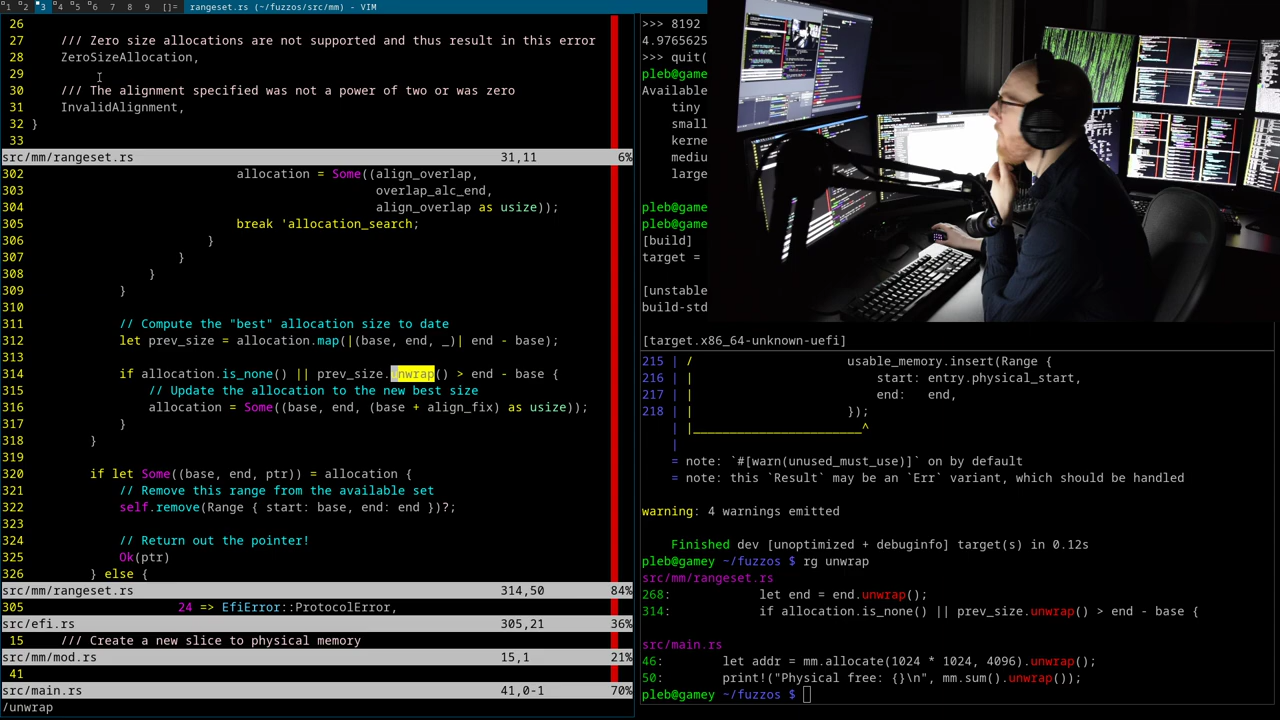 1 2 3 4 5 6 7 8 9 []= rangeset.rs (~/fuzzos/src/mm) - VIM
26
27 /// Zero size allocations are not supported and thus result in this error
28 ZeroSizeAllocation,
29
30 /// The alignment specified was not a power of two or was zero
31 InvalidAlignment,
32 }
33
src/mm/rangeset.rs 31,11 6%
302 allocation = Some((align_overlap,
303 overlap_alc_end,
304 align_overlap as usize));
305 break 'allocation_search;
306 }
307 }
308 }
309 }
310
311 // Compute the "best" allocation size to date
312 let prev_size = allocation.map(|(base, end, _)| end - base);
313
314 if allocation.is_none() || prev_size.unwrap() > end - base {
315 // Update the allocation to the new best size
316 allocation = Some((base, end, (base + align_fix) as usize));
317 }
318 }
319
320 if let Some((base, end, ptr)) = allocation {
321 // Remove this range from the available set
322 self.remove(Range { start: base, end: end })?;
323
324 // Return out the pointer!
325 Ok(ptr)
326 } else {
src/mm/rangeset.rs 314,50 84%
305 24 => EfiError::ProtocolError,
src/efi.rs 305,21 36%
15 /// Create a new slice to physical memory
src/mm/mod.rs 15,1 21%
41
src/main.rs 41,0-1 70%
/unwrap
>>> 8192
4.9765625
>>> quit(
pleb@game
Available
tiny
small
kerne
mediu
large
pleb@game
pleb@game
[build]
target =
[unstable
build-std
[target.x86_64-unknown-uefi]
215 | / usable_memory.insert(Range {
216 | | start: entry.physical_start,
217 | | end: end,
218 | | });
| |_______________________^
|
= note: `#[warn(unused_must_use)]` on by default
= note: this `Result` may be an `Err` variant, which should be handled
warning: 4 warnings emitted
Finished dev [unoptimized + debuginfo] target(s) in 0.12s
pleb@gamey ~/fuzzos $ rg unwrap
src/mm/rangeset.rs
268: let end = end.unwrap();
314: if allocation.is_none() || prev_size.unwrap() > end - base {
src/main.rs
46: let addr = mm.allocate(1024 * 1024, 4096).unwrap();
50: print!("Physical free: {}\n", mm.sum().unwrap());
pleb@gamey ~/fuzzos $